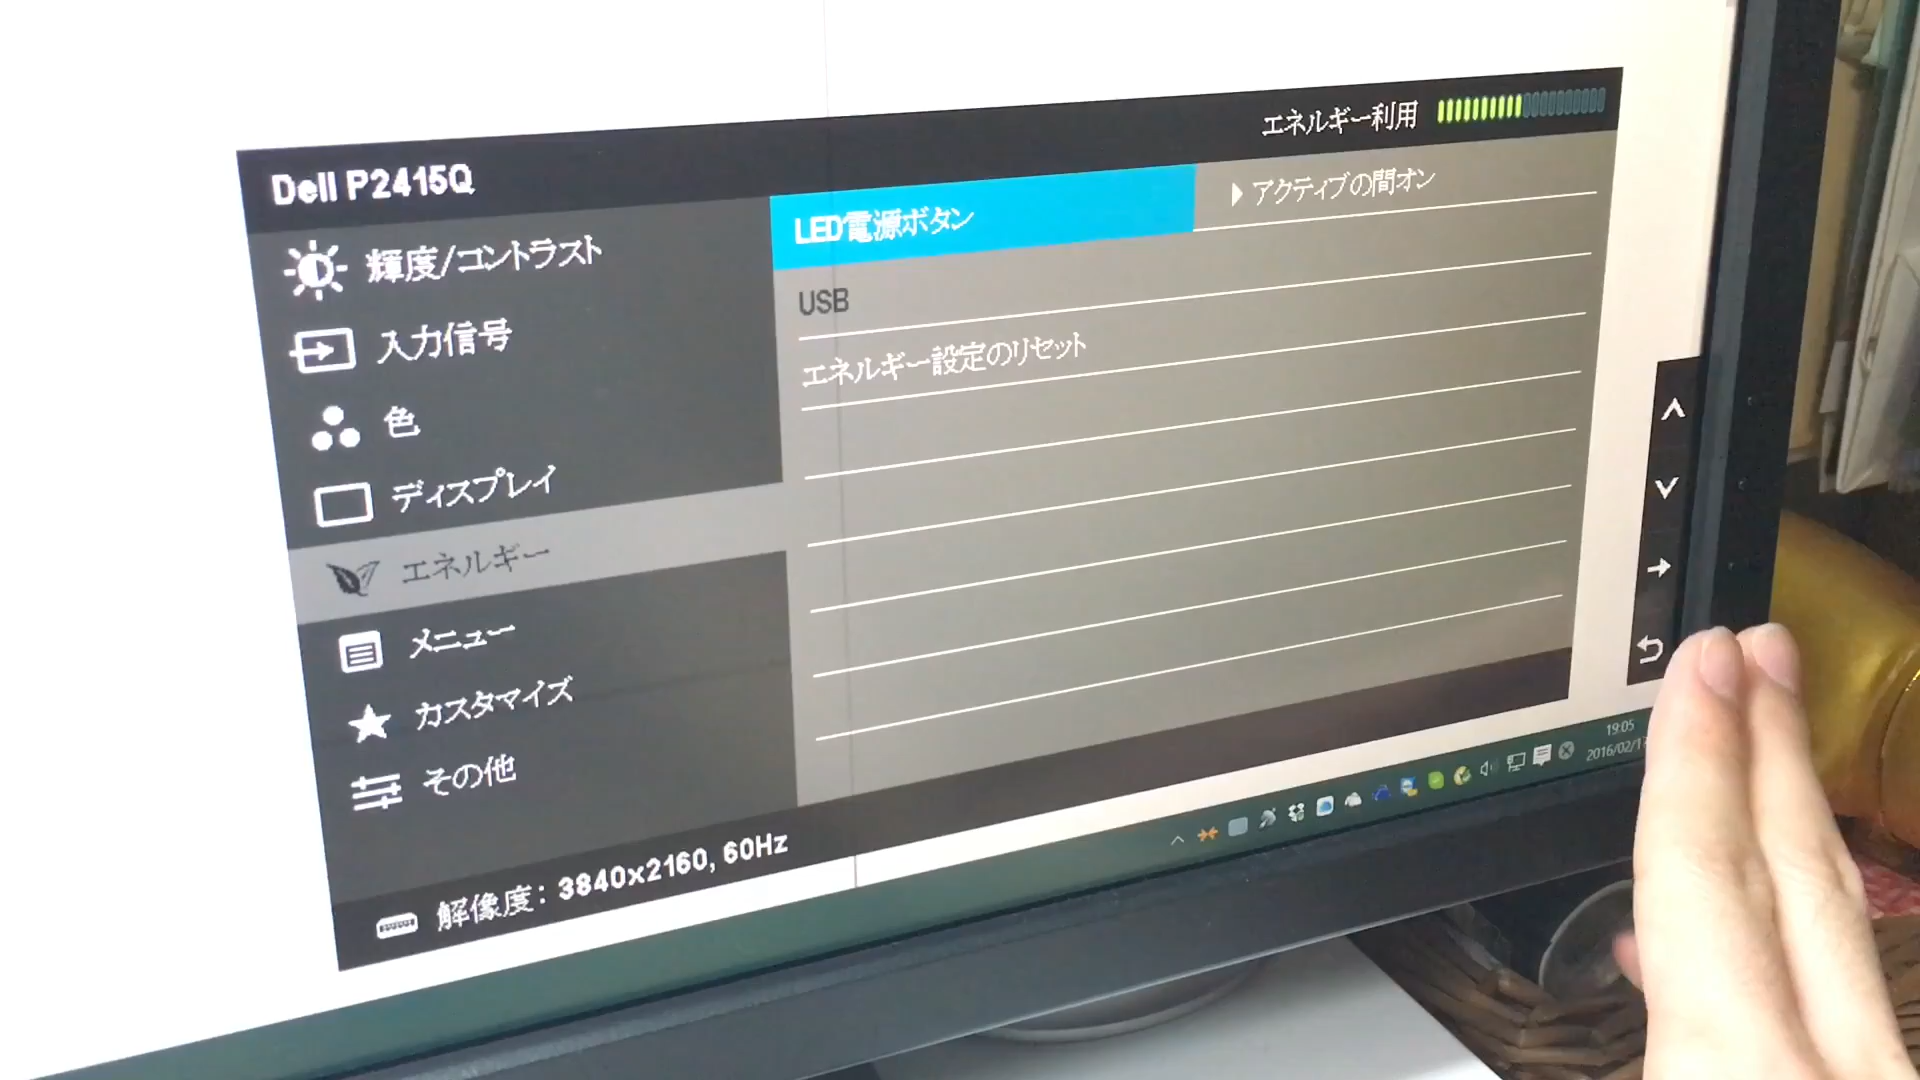 エネルギー利用
Dell P2415Q
輝度/コントラスト
入力信号
色
ディスプレイ
エネルギー
メニュー
カスタマイズ
その他
LED電源ボタン
アクティブの間オン
USB
エネルギー設定のリセット
解像度: 3840x2160, 60Hz
19:05
2016/02/17